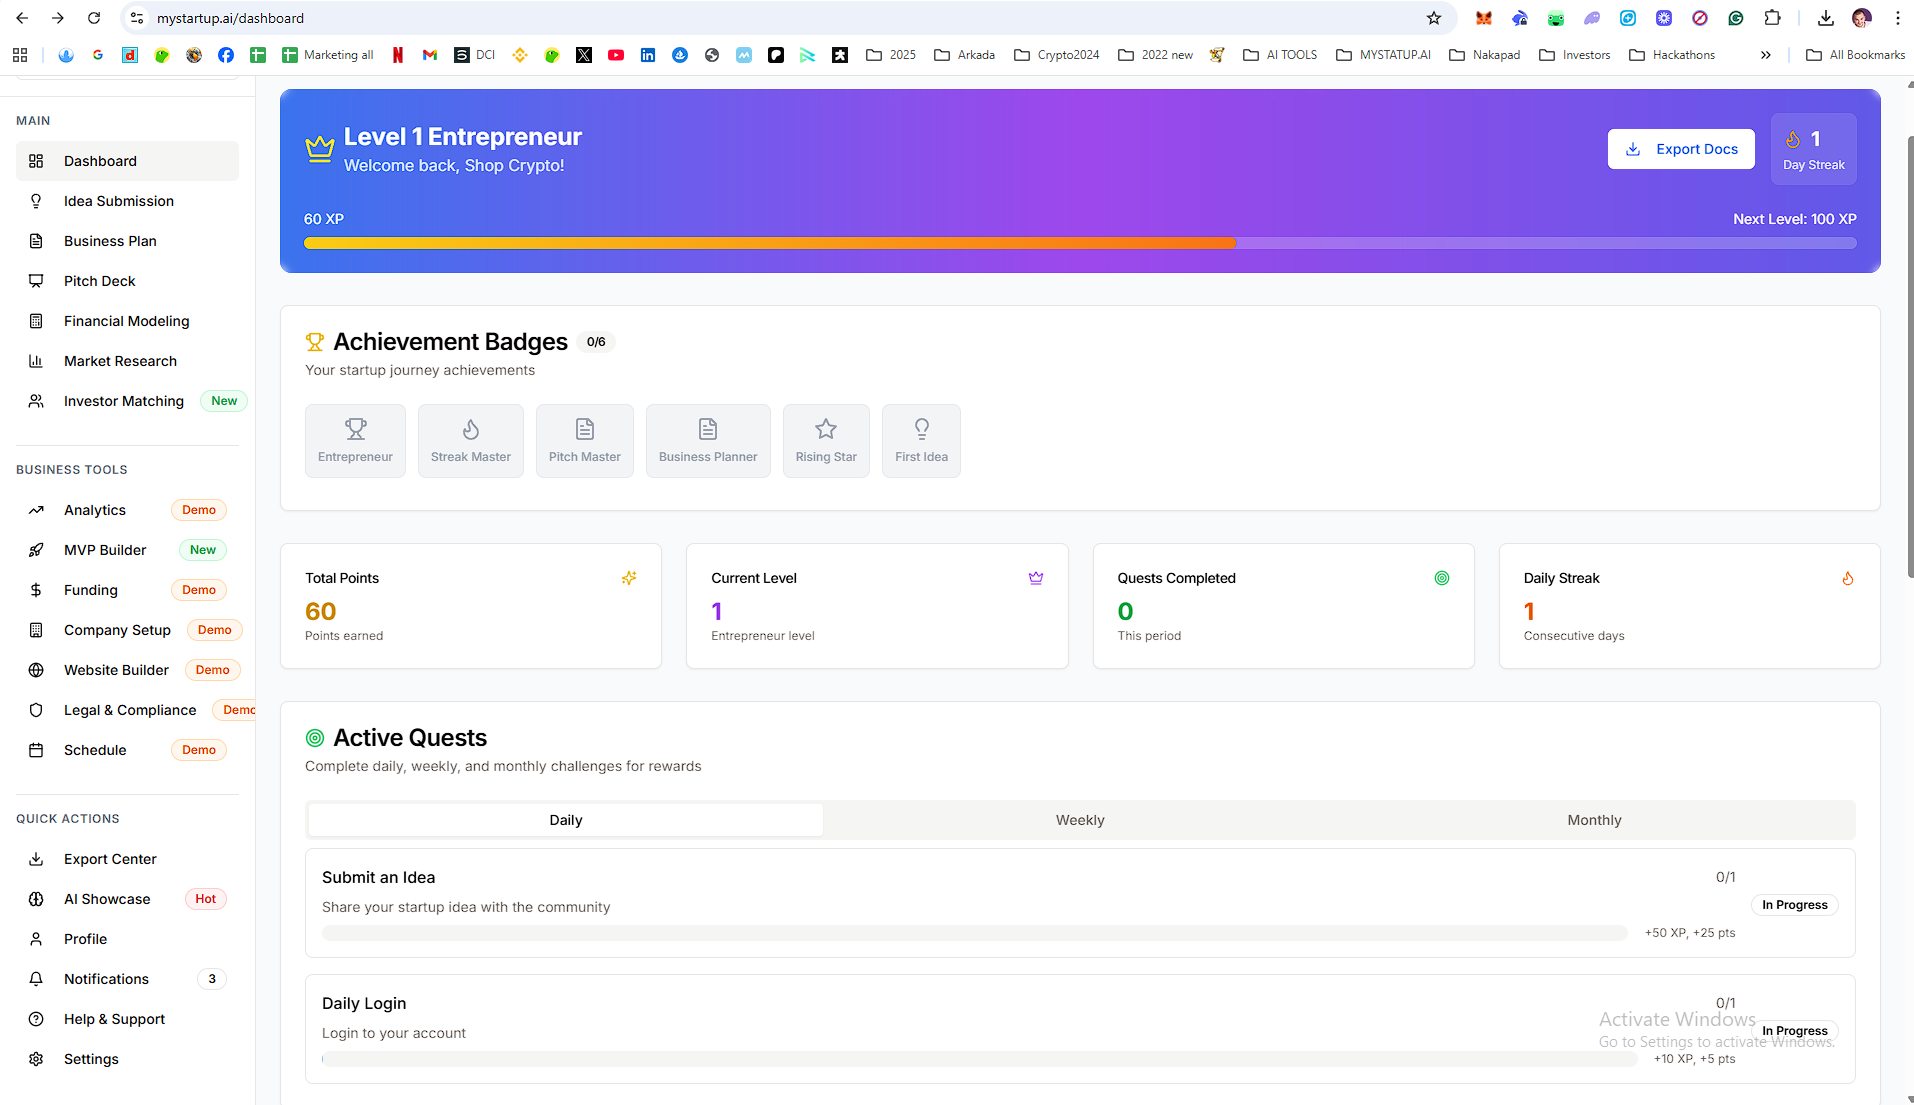 mystartup.ai/dashboard
Marketing all
DCI
2025
Arkada
Crypto2024
2022 new
AI TOOLS
MYSTATUP.AI
Nakapad
Investors
Hackathons
All Bookmarks
MAIN
Dashboard
Idea Submission
Business Plan
Pitch Deck
Financial Modeling
Market Research
Investor Matching New
BUSINESS TOOLS
Analytics Demo
MVP Builder New
Funding Demo
Company Setup Demo
Website Builder Demo
Legal & Compliance Demo
Schedule Demo
QUICK ACTIONS
Export Center
AI Showcase Hot
Profile
Notifications 3
Help & Support
Settings
Level 1 Entrepreneur
Welcome back, Shop Crypto!
Export Docs
1
Day Streak
60 XP
Next Level: 100 XP
Achievement Badges 0/6
Your startup journey achievements
Entrepreneur
Streak Master
Pitch Master
Business Planner
Rising Star
First Idea
Total Points
60
Points earned
Current Level
1
Entrepreneur level
Quests Completed
0
This period
Daily Streak
1
Consecutive days
Active Quests
Complete daily, weekly, and monthly challenges for rewards
Daily
Weekly
Monthly
Submit an Idea
0/1
Share your startup idea with the community
In Progress
+50 XP, +25 pts
Daily Login
0/1
Login to your account
In Progress
+10 XP, +5 pts
Activate Windows
Go to Settings to activate Windows.